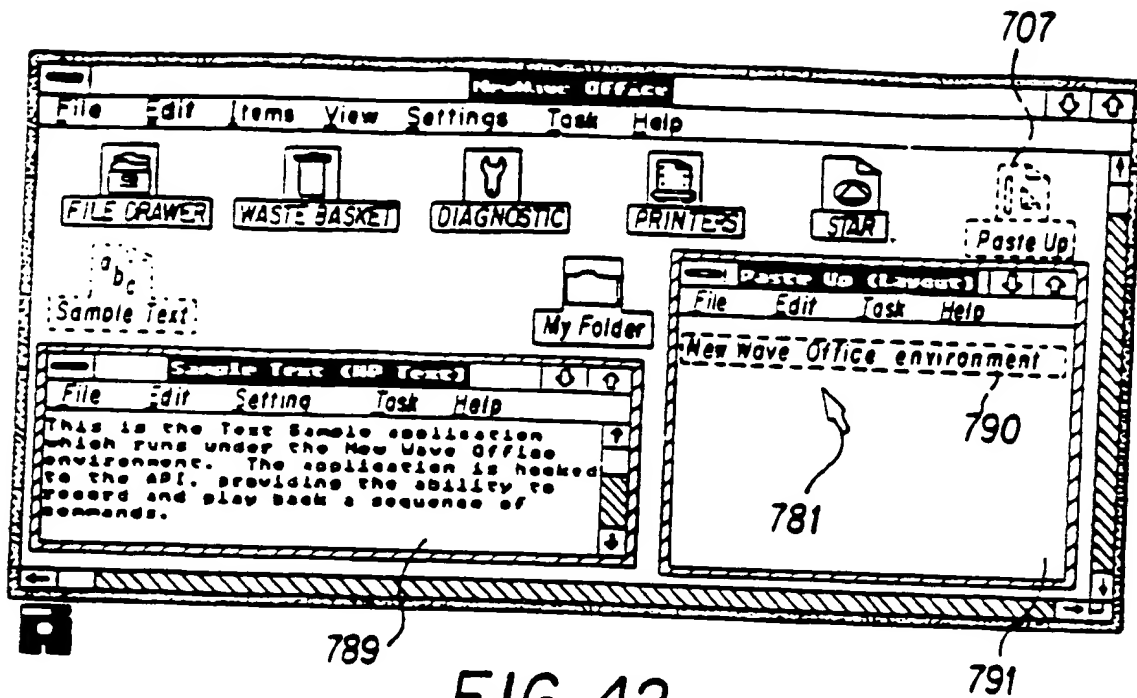 707
NewWave Office
File Edit Items View Settings Task Help
FILE DRAWER WASTE BASKET DIAGNOSTIC PRINTERS STAR Paste Up
abc
Sample Text
My Folder
Paste Up (Layout)
File Edit Task Help
New Wave Office environment
790
781
Sample Text (HP Text)
File Edit Setting Task Help
This is the Text Sample application
which runs under the New Wave Office
environment. The application is hooked
to the API, providing the ability to
record and play back a sequence of
commands.
789
791
FIG 42